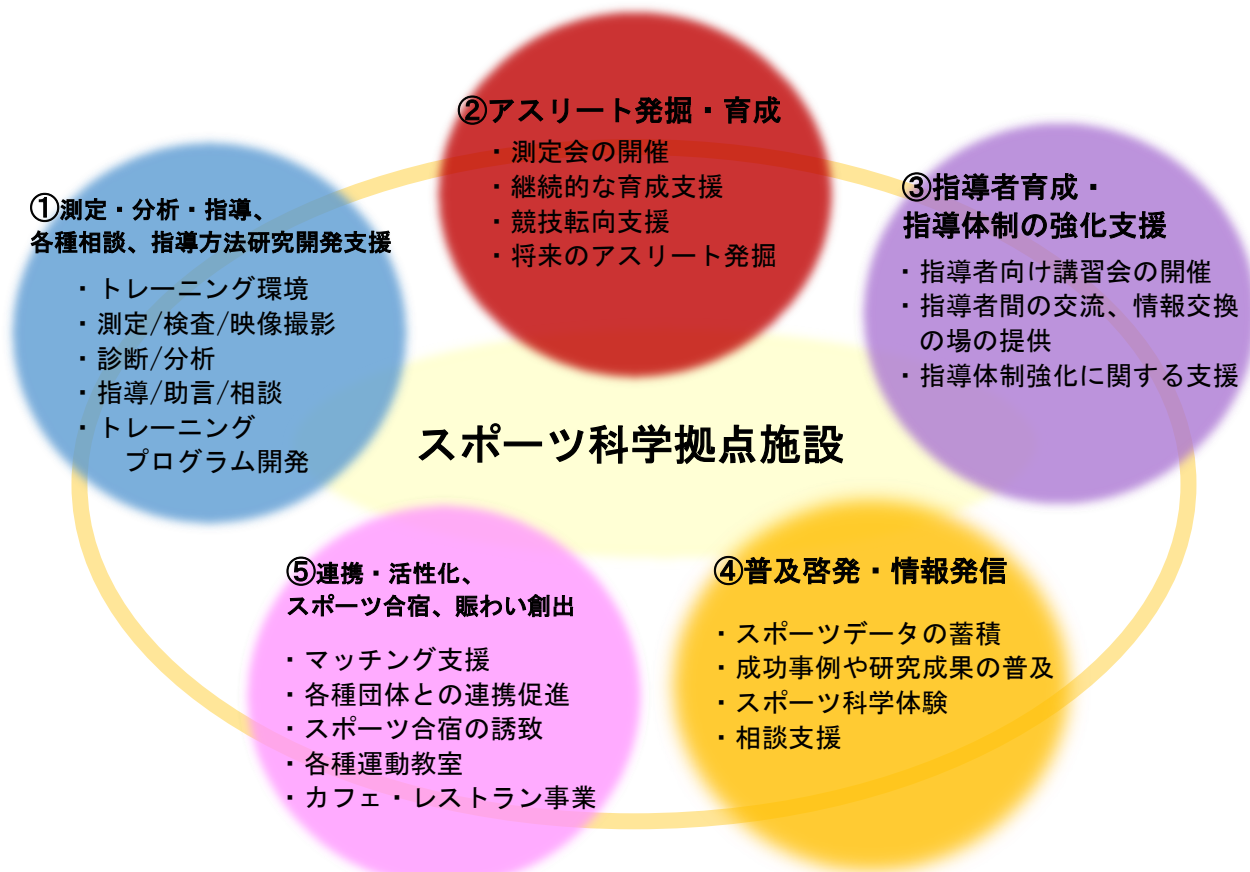 ①測定・分析・指導、
各種相談、指導方法研究開発支援
・トレーニング環境
・測定/検査/映像撮影
・診断/分析
・指導/助言/相談
・トレーニング
プログラム開発
②アスリート発掘・育成
・測定会の開催
・継続的な育成支援
・競技転向支援
・将来のアスリート発掘
③指導者育成・
指導体制の強化支援
・指導者向け講習会の開催
・指導者間の交流、情報交換
の場の提供
・指導体制強化に関する支援
スポーツ科学拠点施設
④普及啓発・情報発信
・スポーツデータの蓄積
・成功事例や研究成果の普及
・スポーツ科学体験
・相談支援
⑤連携・活性化、
スポーツ合宿、賑わい創出
・マッチング支援
・各種団体との連携促進
・スポーツ合宿の誘致
・各種運動教室
・カフェ・レストラン事業